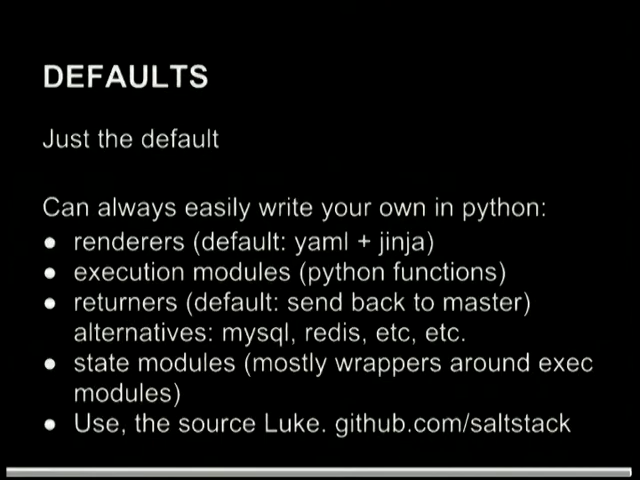 DEFAULTS
Just the default
Can always easily write your own in python:
● renderers (default: yaml + jinja)
● execution modules (python functions)
● returners (default: send back to master)
alternatives: mysql, redis, etc, etc.
● state modules (mostly wrappers around exec
modules)
● Use, the source Luke. github.com/saltstack